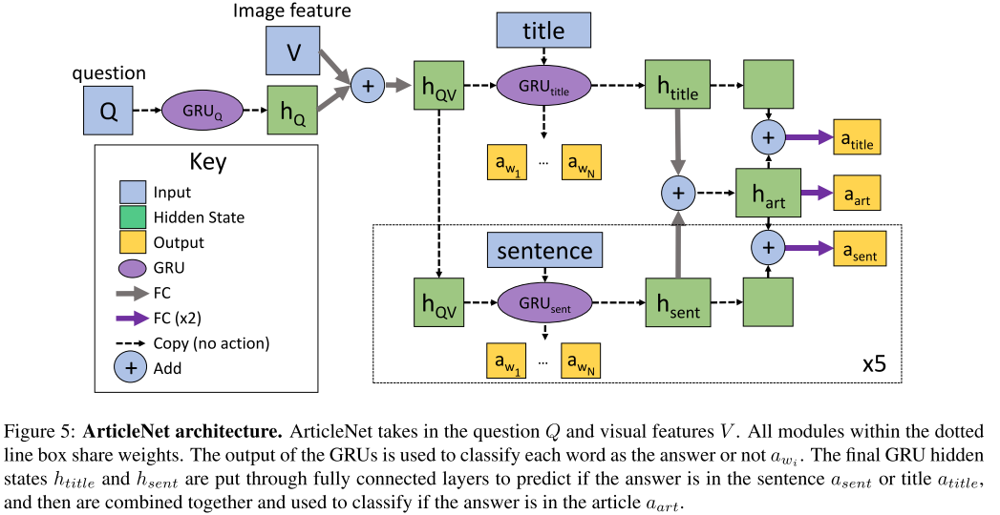 Image feature
V
title
question
Q
GRU_Q
h_Q
+
h_QV
GRU_title
h_title
a_w_1 ... a_w_N
+
a_title
Key
Input
Hidden State
Output
GRU
FC
FC (x2)
Copy (no action)
+ Add
+
h_art
a_art
sentence
+
a_sent
h_QV
GRU_sent
h_sent
a_w_1 ... a_w_N
x5
Figure 5: ArticleNet architecture. ArticleNet takes in the question Q and visual features V. All modules within the dotted
line box share weights. The output of the GRUs is used to classify each word as the answer or not a_w_i. The final GRU hidden
states h_title and h_sent are put through fully connected layers to predict if the answer is in the sentence a_sent or title a_title,
and then are combined together and used to classify if the answer is in the article a_art.